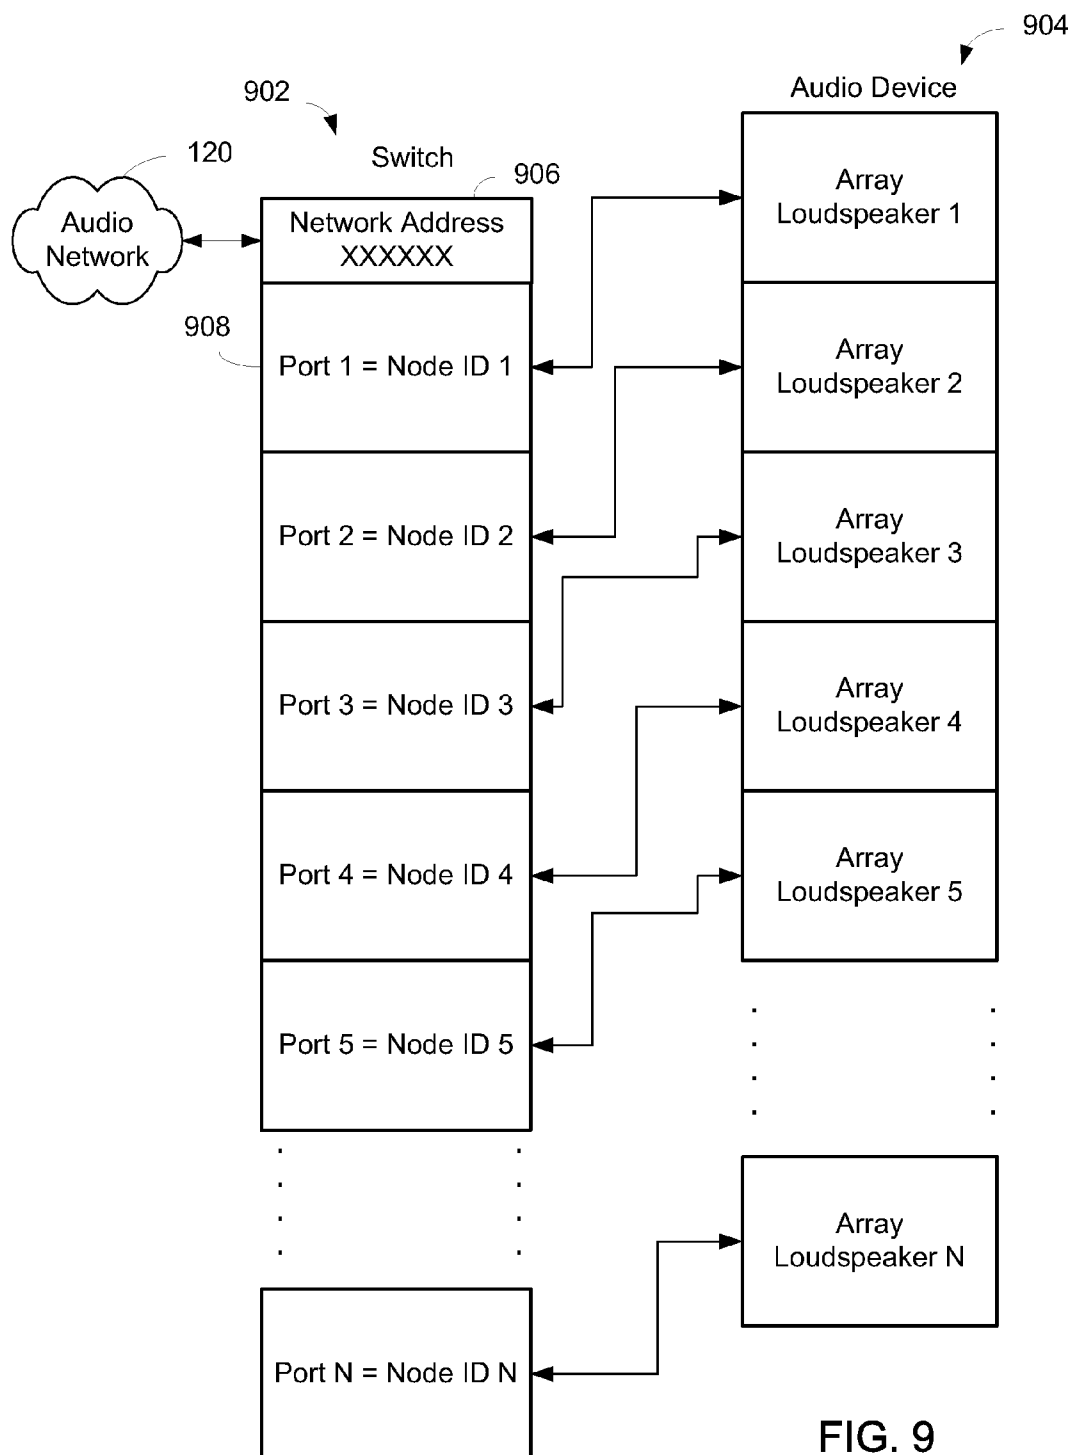 904
902
Audio Device
120
Switch
906
Audio
Network
Network Address
XXXXXX
Array
Loudspeaker 1
908
Port 1 = Node ID 1
Array
Loudspeaker 2
Port 2 = Node ID 2
Array
Loudspeaker 3
Port 3 = Node ID 3
Array
Loudspeaker 4
Port 4 = Node ID 4
Array
Loudspeaker 5
Port 5 = Node ID 5
Array
Loudspeaker N
Port N = Node ID N
FIG. 9